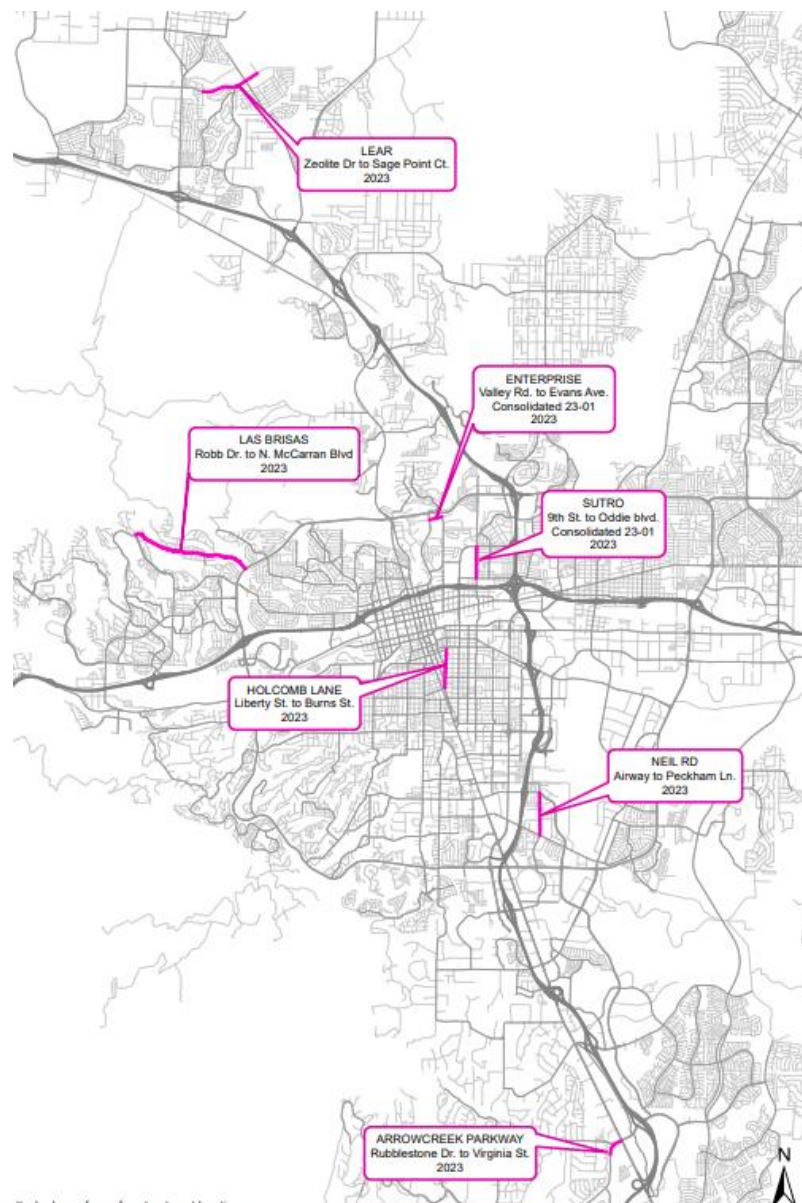 LEAR
Zeolite Dr to Sage Point Ct.
2023
ENTERPRISE
Valley Rd. to Evans Ave.
Consolidated 23-01
2023
LAS BRISAS
Robb Dr. to N. McCarran Blvd
2023
SUTRO
9th St. to Oddie blvd.
Consolidated 23-01
2023
HOLCOMB LANE
Liberty St. to Burns St.
2023
NEIL RD
Airway to Peckham Ln.
2023
ARROWCREEK PARKWAY
Rubblestone Dr. to Virginia St.
2023
N